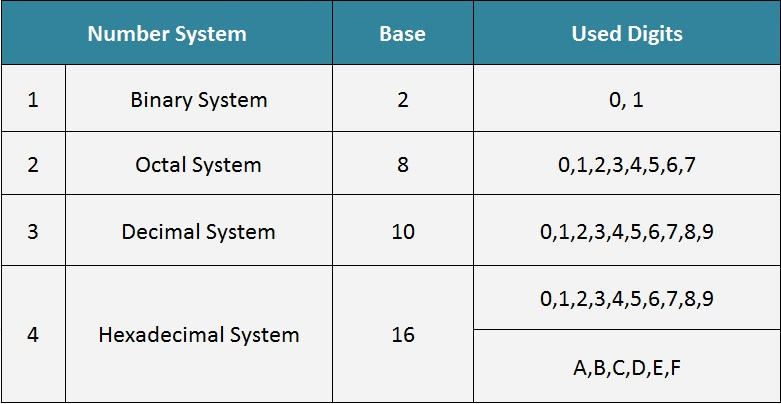 Number System Base Used Digits
1 Binary System 2 0, 1
2 Octal System 8 0,1,2,3,4,5,6,7
3 Decimal System 10 0,1,2,3,4,5,6,7,8,9
4 Hexadecimal System 16 0,1,2,3,4,5,6,7,8,9
A,B,C,D,E,F